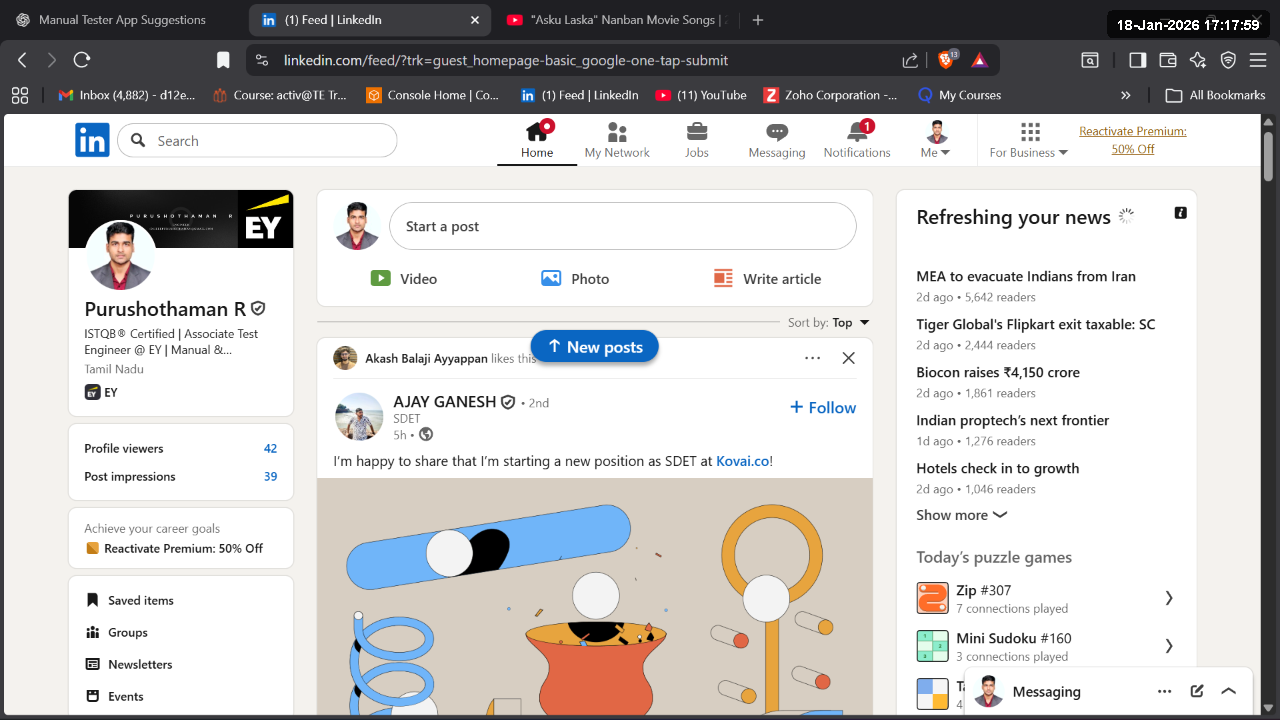 Manual Tester App Suggestions
(1) Feed | LinkedIn
"Asku Laska" Nanban Movie Songs |
18-Jan-2026 17:17:59
linkedin.com/feed/?trk=guest_homepage-basic_google-one-tap-submit
13
Inbox (4,882) - d12e...
Course: activ@TE Tr...
Console Home | Co...
(1) Feed | LinkedIn
(11) YouTube
Zoho Corporation -...
My Courses
All Bookmarks
in
Search
Home
My Network
Jobs
Messaging
1
Notifications
Me
For Business
Reactivate Premium:
50% Off
PURUSHOTHAMAN R
EY
Purushothaman R
ISTQB® Certified | Associate Test
Engineer @ EY | Manual &...
Tamil Nadu
EY
Profile viewers 42
Post impressions 39
Achieve your career goals
Reactivate Premium: 50% Off
Saved items
Groups
Newsletters
Events
Start a post
Video
Photo
Write article
Sort by: Top
New posts
Akash Balaji Ayyappan likes this
AJAY GANESH • 2nd
SDET
5h •
+ Follow
I'm happy to share that I'm starting a new position as SDET at Kovai.co!
Refreshing your news
MEA to evacuate Indians from Iran
2d ago • 5,642 readers
Tiger Global's Flipkart exit taxable: SC
2d ago • 2,444 readers
Biocon raises ₹4,150 crore
2d ago • 1,861 readers
Indian proptech's next frontier
1d ago • 1,276 readers
Hotels check in to growth
2d ago • 1,046 readers
Show more
Today's puzzle games
Zip #307
7 connections played
Mini Sudoku #160
3 connections played
Messaging